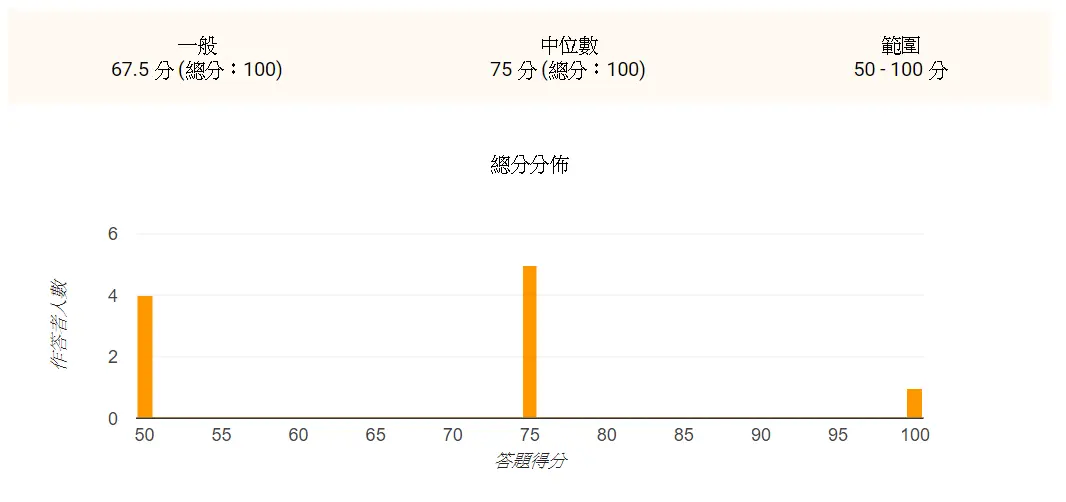 一般
67.5 分 (總分：100)
中位數
75 分 (總分：100)
範圍
50 - 100 分
總分分佈
作答者人數
6
4
2
0
50 55 60 65 70 75 80 85 90 95 100
答題得分